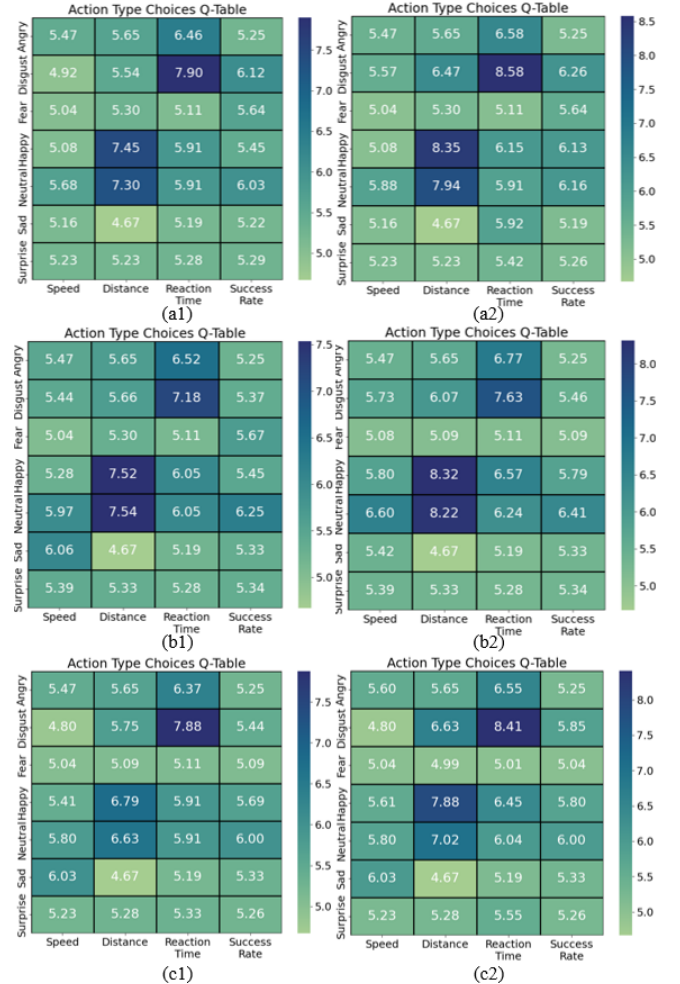 Action Type Choices Q-Table Action Type Choices Q-Table
Angry 5.47 5.65 6.46 5.25 Angry 5.47 5.65 6.58 5.25 8.5
7.5
Disgust 4.92 5.54 7.90 6.12 Disgust 5.57 6.47 8.58 6.26 8.0
7.0 7.5
Fear 5.04 5.30 5.11 5.64 Fear 5.04 5.30 5.11 5.64
6.5 7.0
Happy 5.08 7.45 5.91 5.45 Happy 5.08 8.35 6.15 6.13
6.0 6.5
Neutral 5.68 7.30 5.91 6.03 Neutral 5.88 7.94 5.91 6.16 6.0
5.5
Sad 5.16 4.67 5.19 5.22 Sad 5.16 4.67 5.92 5.19 5.5
5.0 5.0
Surprise 5.23 5.23 5.28 5.29 Surprise 5.23 5.23 5.42 5.26
Speed Distance Reaction Success Speed Distance Reaction Success
Time Rate Time Rate
(a1) (a2)
Action Type Choices Q-Table Action Type Choices Q-Table
7.5
Angry 5.47 5.65 6.52 5.25 Angry 5.47 5.65 6.77 5.25 8.0
Disgust 5.44 5.66 7.18 5.37 7.0 Disgust 5.73 6.07 7.63 5.46 7.5
Fear 5.04 5.30 5.11 5.67 6.5 Fear 5.08 5.09 5.11 5.09 7.0
Happy 5.28 7.52 6.05 5.45 6.0 Happy 5.80 8.32 6.57 5.79 6.5
Neutral 5.97 7.54 6.05 6.25 Neutral 6.60 8.22 6.24 6.41 6.0
5.5
Sad 6.06 4.67 5.19 5.33 Sad 5.42 4.67 5.19 5.33 5.5
5.0 5.0
Surprise 5.39 5.33 5.28 5.34 Surprise 5.39 5.33 5.28 5.34
Speed Distance Reaction Success Speed Distance Reaction Success
Time Rate Time Rate
(b1) (b2)
Action Type Choices Q-Table Action Type Choices Q-Table
Angry 5.47 5.65 6.37 5.25 Angry 5.60 5.65 6.55 5.25
7.5 8.0
Disgust 4.80 5.75 7.88 5.44 Disgust 4.80 6.63 8.41 5.85
7.0 7.5
Fear 5.04 5.09 5.11 5.09 Fear 5.04 4.99 5.01 5.04
6.5 7.0
Happy 5.41 6.79 5.91 5.69 Happy 5.61 7.88 6.45 5.80 6.5
6.0
Neutral 5.80 6.63 5.91 6.00 Neutral 5.80 7.02 6.04 6.00 6.0
5.5
Sad 6.03 4.67 5.19 5.33 Sad 6.03 4.67 5.19 5.33 5.5
5.0 5.0
Surprise 5.23 5.28 5.33 5.26 Surprise 5.23 5.28 5.55 5.26
Speed Distance Reaction Success Speed Distance Reaction Success
Time Rate Time Rate
(c1) (c2)